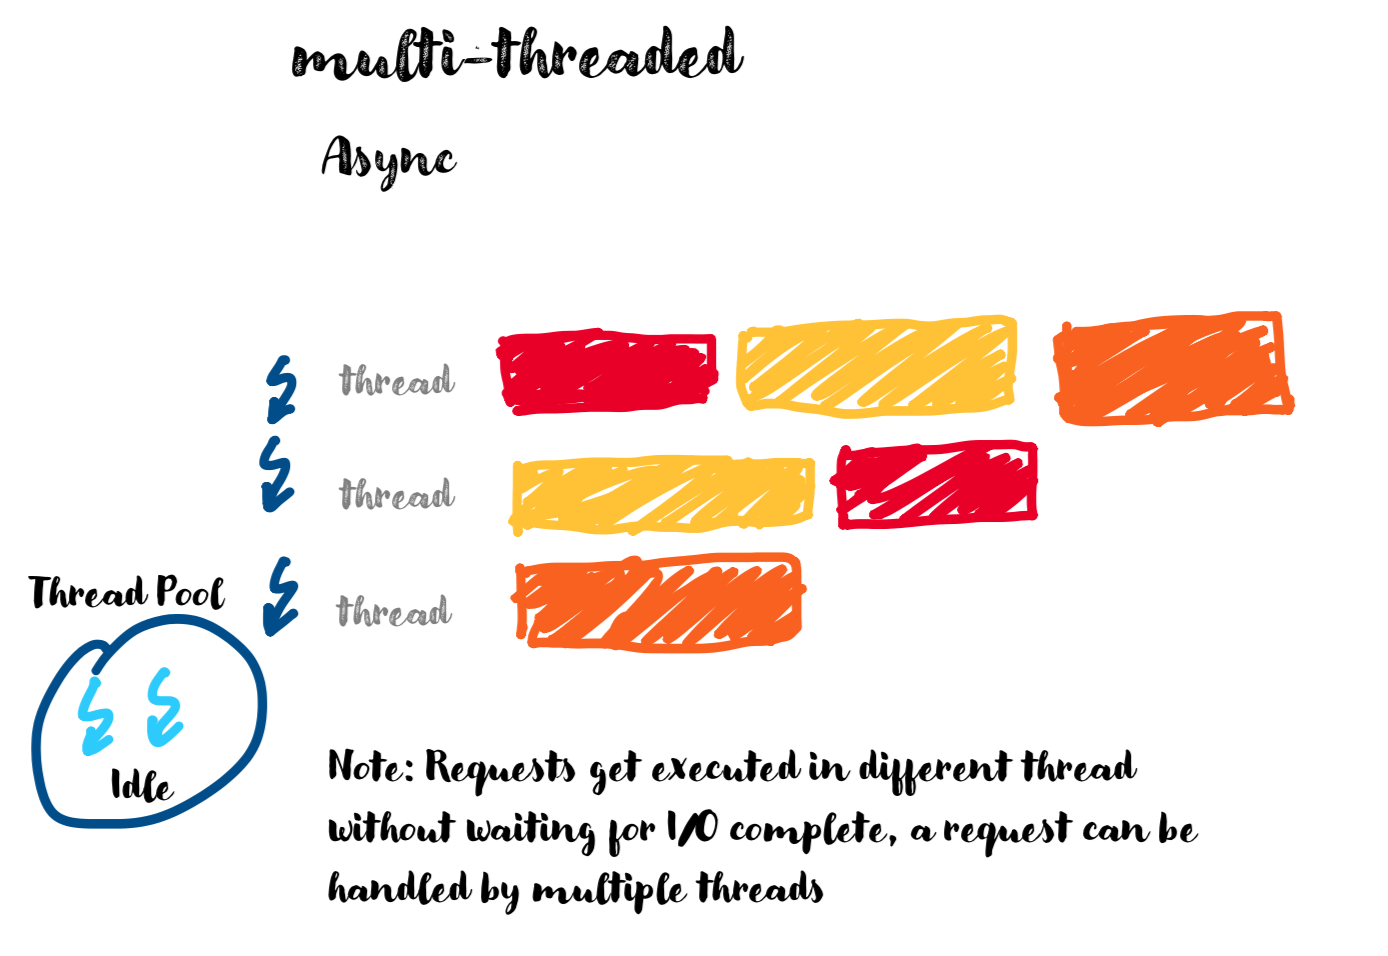 multi-threaded
Async
thread
thread
thread
Thread Pool
Idle
Note: Requests get executed in different thread
without waiting for I/O complete, a request can be
handled by multiple threads